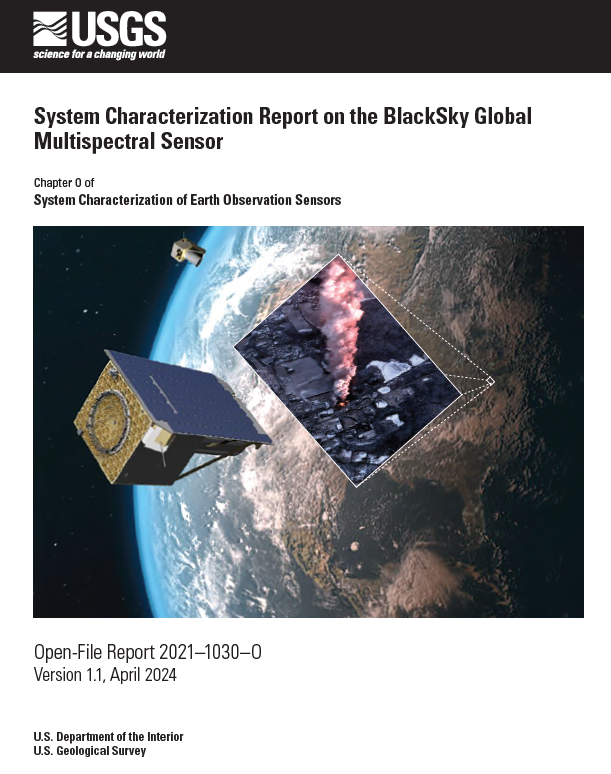 USGS
science for a changing world
System Characterization Report on the BlackSky Global
Multispectral Sensor
Chapter O of
System Characterization of Earth Observation Sensors
Open-File Report 2021–1030–O
Version 1.1, April 2024
U.S. Department of the Interior
U.S. Geological Survey